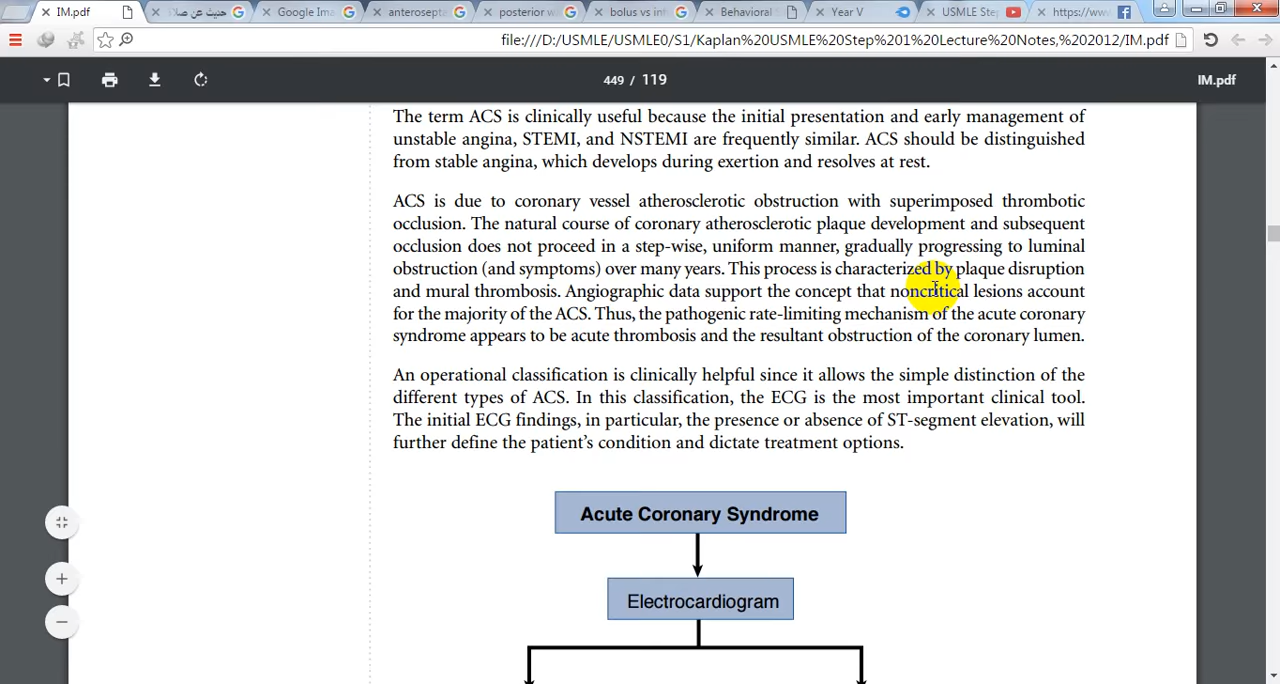 IM.pdf
حديث عن صلا
Google Ima
anterosept
posterior w
bolus vs in
Behavioral
Year V
USMLE Ste
https://ww
file:///D:/USMLE/USMLE0/S1/Kaplan%20USMLE%20Step%201%20Lecture%20Notes,%202012/IM.pdf
449 / 119
IM.pdf
The term ACS is clinically useful because the initial presentation and early management of
unstable angina, STEMI, and NSTEMI are frequently similar. ACS should be distinguished
from stable angina, which develops during exertion and resolves at rest.
ACS is due to coronary vessel atherosclerotic obstruction with superimposed thrombotic
occlusion. The natural course of coronary atherosclerotic plaque development and subsequent
occlusion does not proceed in a step-wise, uniform manner, gradually progressing to luminal
obstruction (and symptoms) over many years. This process is characterized by plaque disruption
and mural thrombosis. Angiographic data support the concept that noncritical lesions account
for the majority of the ACS. Thus, the pathogenic rate-limiting mechanism of the acute coronary
syndrome appears to be acute thrombosis and the resultant obstruction of the coronary lumen.
An operational classification is clinically helpful since it allows the simple distinction of the
different types of ACS. In this classification, the ECG is the most important clinical tool.
The initial ECG findings, in particular, the presence or absence of ST-segment elevation, will
further define the patient’s condition and dictate treatment options.
Acute Coronary Syndrome
Electrocardiogram